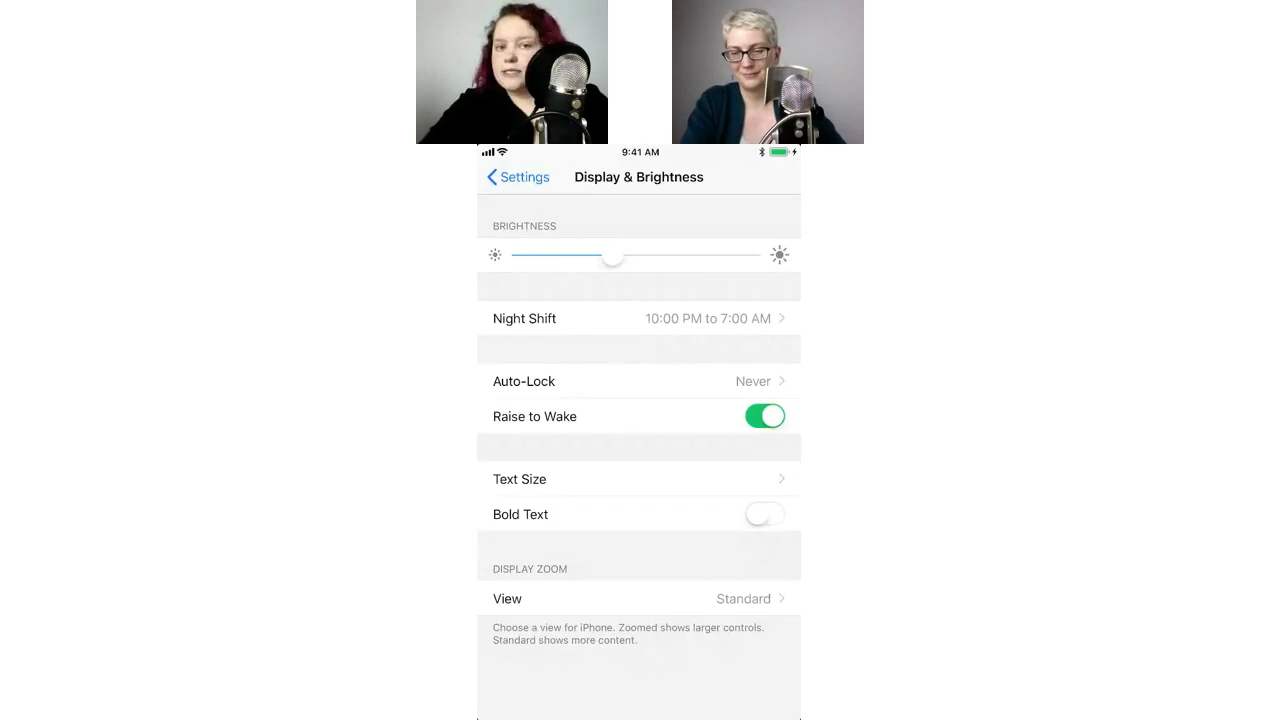 9:41 AM
Settings
Display & Brightness
BRIGHTNESS
Night Shift 10:00 PM to 7:00 AM
Auto-Lock Never
Raise to Wake
Text Size
Bold Text
DISPLAY ZOOM
View Standard
Choose a view for iPhone. Zoomed shows larger controls.
Standard shows more content.